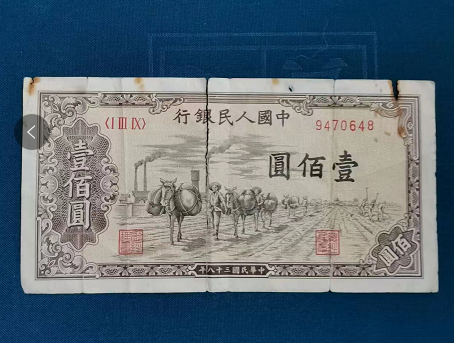 行銀民人國中
〈I III IX〉
9470648
圓佰壹
壹佰圓
佰圓
年八十三國民華中